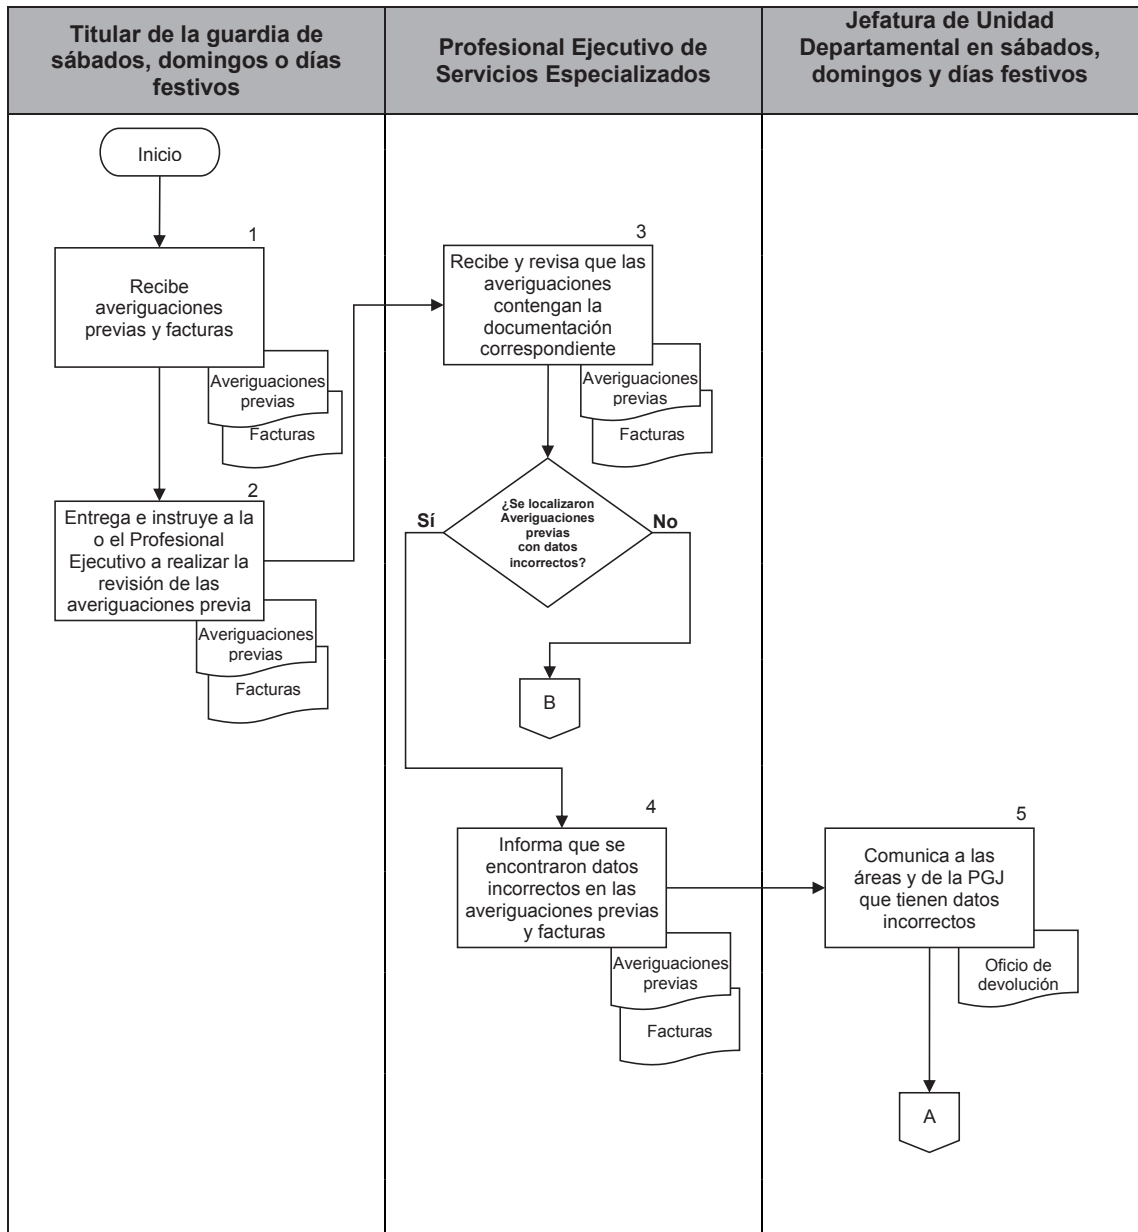 Titular de la guardia de
sábados, domingos o días
festivos
Profesional Ejecutivo de
Servicios Especializados
Jefatura de Unidad
Departamental en sábados,
domingos y días festivos
Inicio
1
Recibe
averiguaciones
previas y facturas
Averiguaciones
previas
Facturas
2
Entrega e instruye a la
o el Profesional
Ejecutivo a realizar la
revisión de las
averiguaciones previa
Averiguaciones
previas
Facturas
3
Recibe y revisa que las
averiguaciones
contengan la
documentación
correspondiente
Averiguaciones
previas
Facturas
¿Se localizaron
Averiguaciones
previas
con datos
incorrectos?
Sí
No
B
4
Informa que se
encontraron datos
incorrectos en las
averiguaciones previas
y facturas
Averiguaciones
previas
Facturas
5
Comunica a las
áreas y de la PGJ
que tienen datos
incorrectos
Oficio de
devolución
A